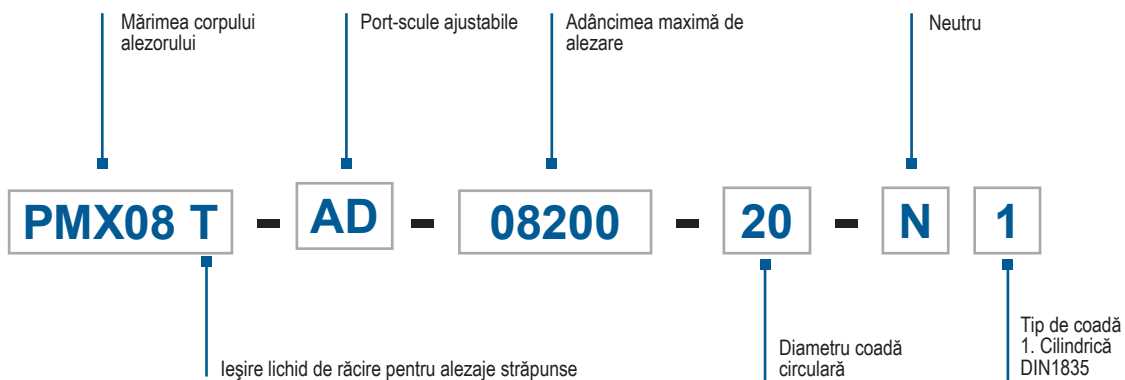 Mărimea corpului
alezorului
Port-scule ajustabile
Adâncimea maximă de
alezare
Neutru
PMX08 T - AD - 08200 - 20 - N 1
Ieşire lichid de răcire pentru alezaje străpunse
Diametru coadă
circulară
Tip de coadă
1. Cilindrică
DIN1835